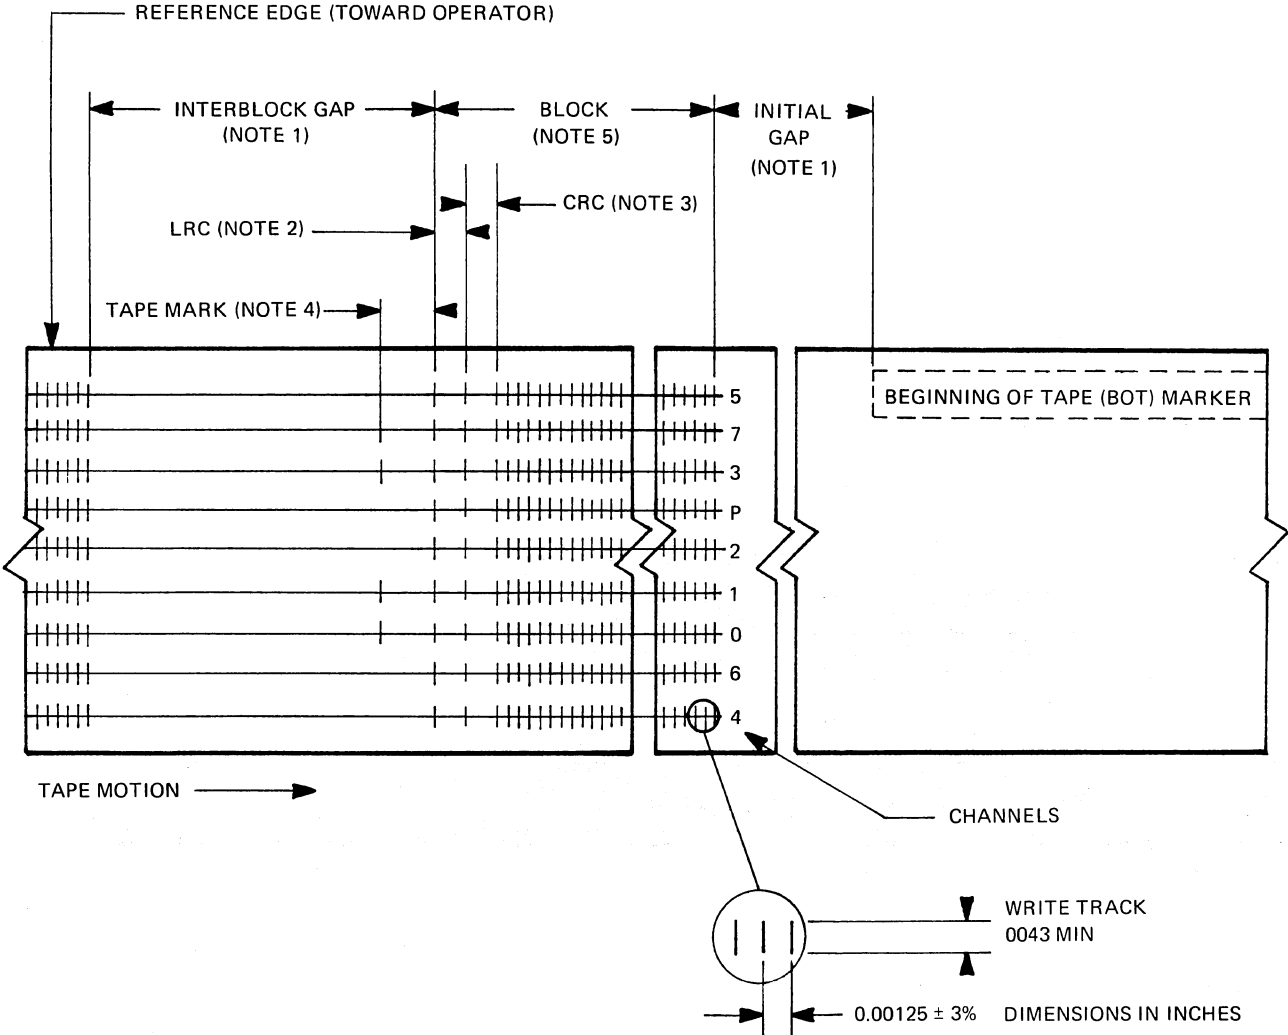 REFERENCE EDGE (TOWARD OPERATOR)
INTERBLOCK GAP
(NOTE 1)
BLOCK
(NOTE 5)
INITIAL
GAP
(NOTE 1)
CRC (NOTE 3)
LRC (NOTE 2)
TAPE MARK (NOTE 4)
5
BEGINNING OF TAPE (BOT) MARKER
7
3
P
2
1
0
6
4
TAPE MOTION
CHANNELS
WRITE TRACK
0043 MIN
0.00125 ± 3% DIMENSIONS IN INCHES